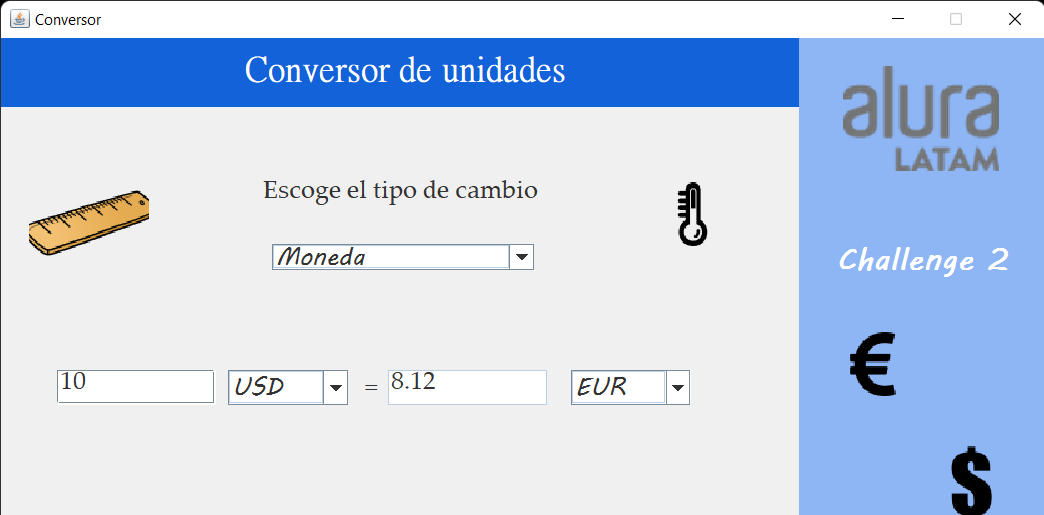 Conversor
Conversor de unidades
alura
LATAM
Escoge el tipo de cambio
Moneda
Challenge 2
10 USD = 8.12 EUR
€
$